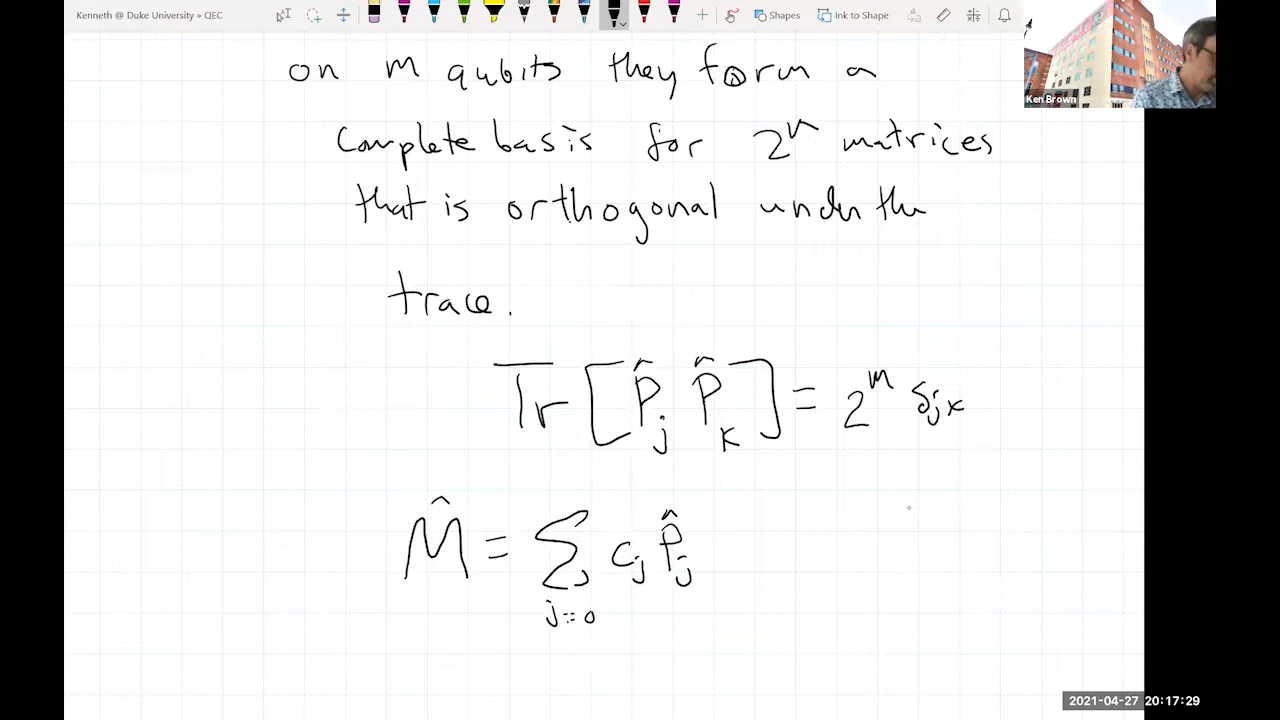 Kenneth @ Duke University > QEC
Shapes
Ink to Shape
Ken Brown
on m qubits they form a
complete basis for 2^n matrices
that is orthogonal under the
trace.
Tr [P̂_j P̂_k] = 2^m δ_jk
M̂ = Σ_{j=0} c_j P̂_j
2021-04-27 20:17:29